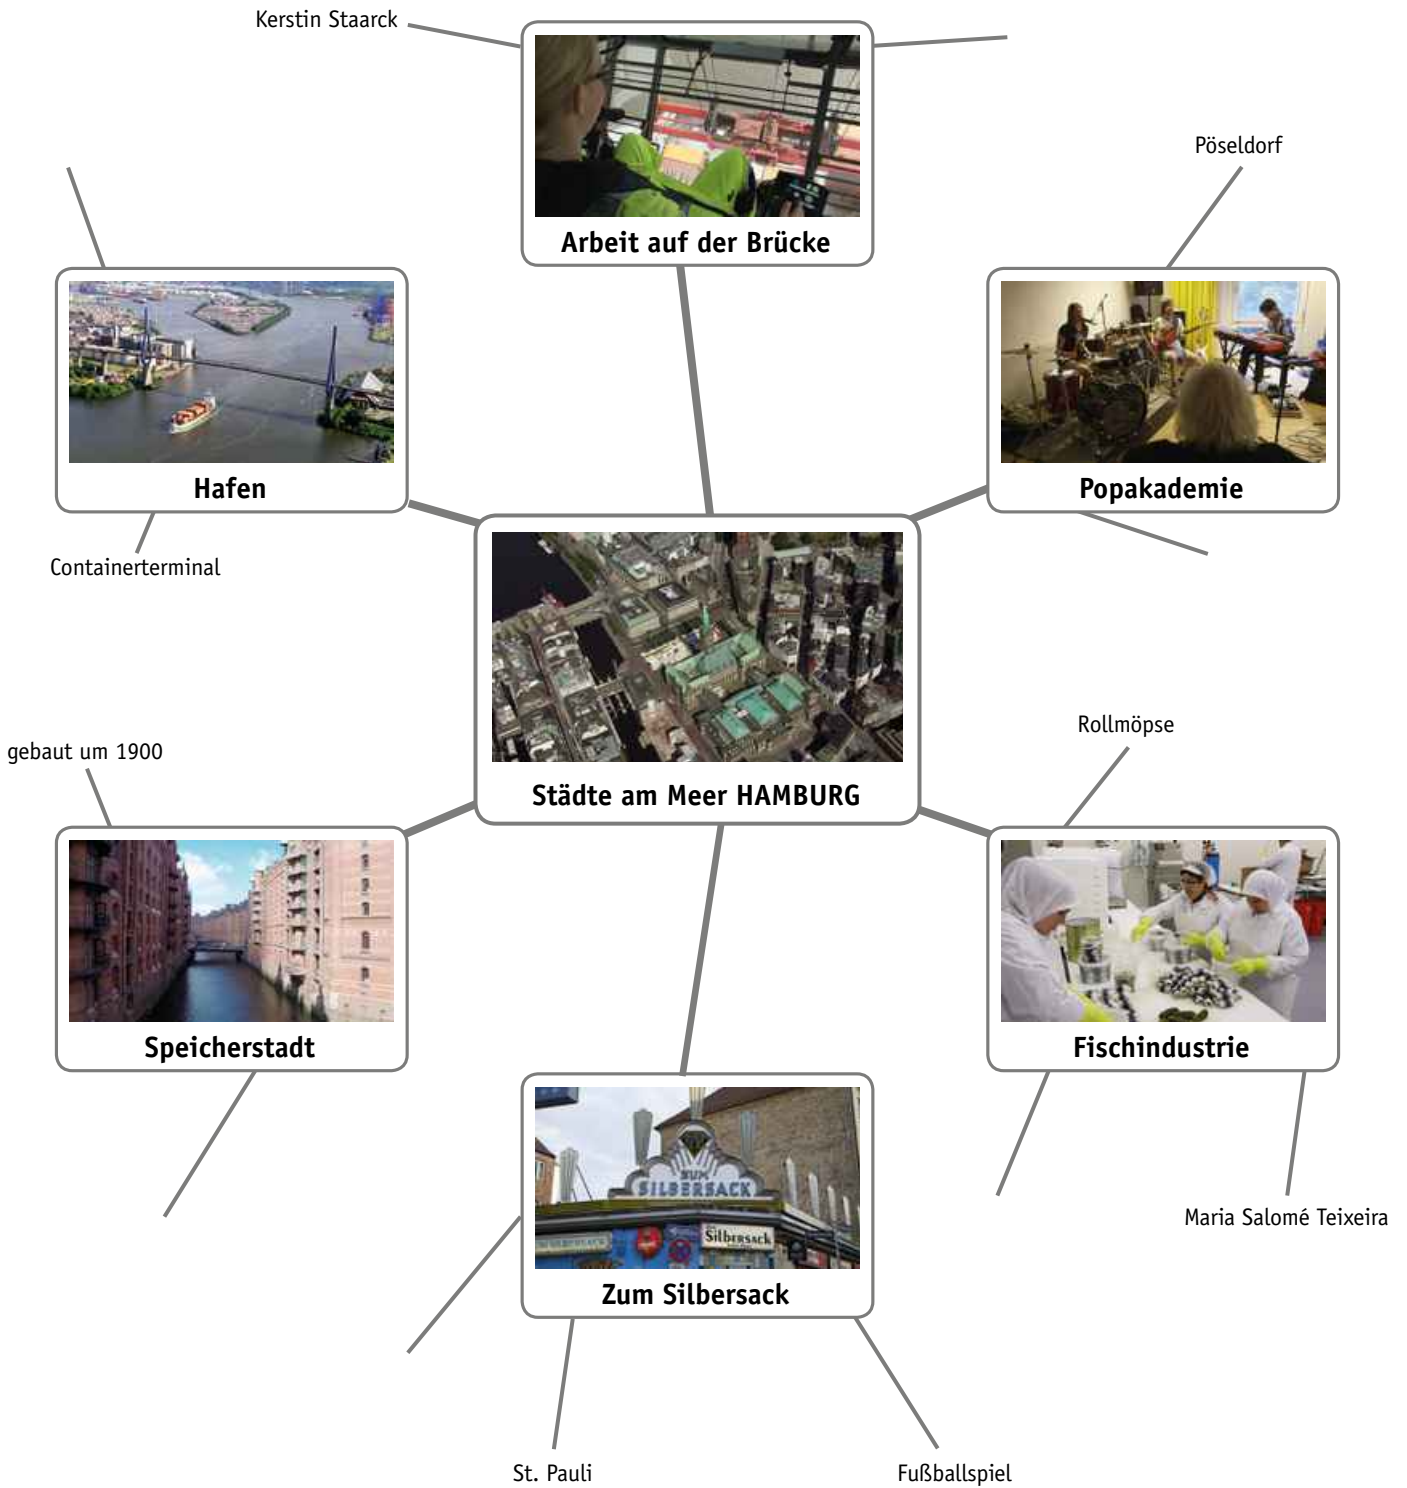 Kerstin Staarck
Arbeit auf der Brücke
Pöseldorf
Hafen
Popakademie
Containerterminal
Städte am Meer HAMBURG
gebaut um 1900
Rollmöpse
Speicherstadt
Fischindustrie
ZUM
SILBERSACK
Silbersack
Zum Silbersack
Maria Salomé Teixeira
St. Pauli
Fußballspiel